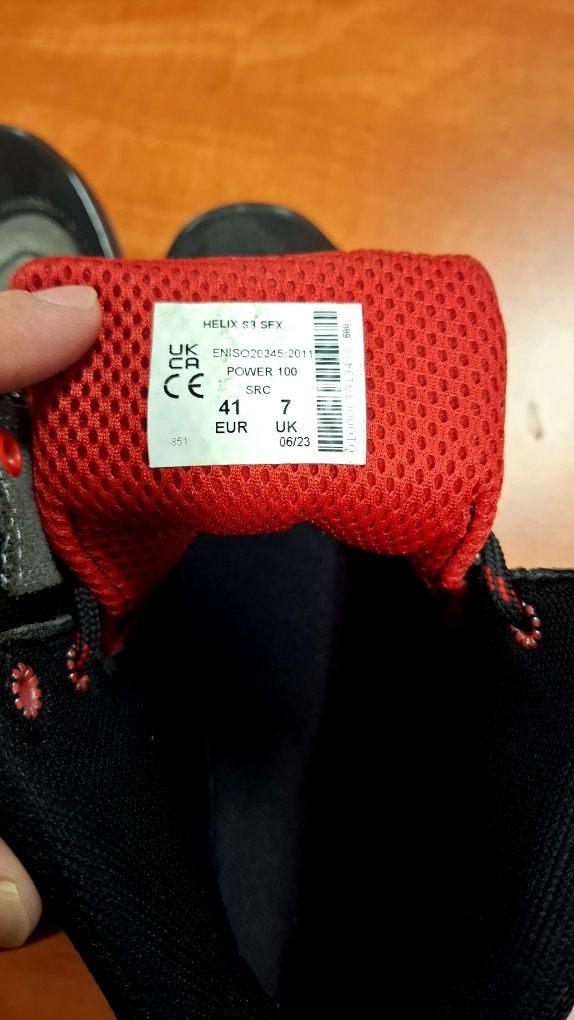 HELIX S3 SFX
UK
CA
ENISO20345:2011
CE
POWER 100
SRC
41 7
EUR UK
851 06/23